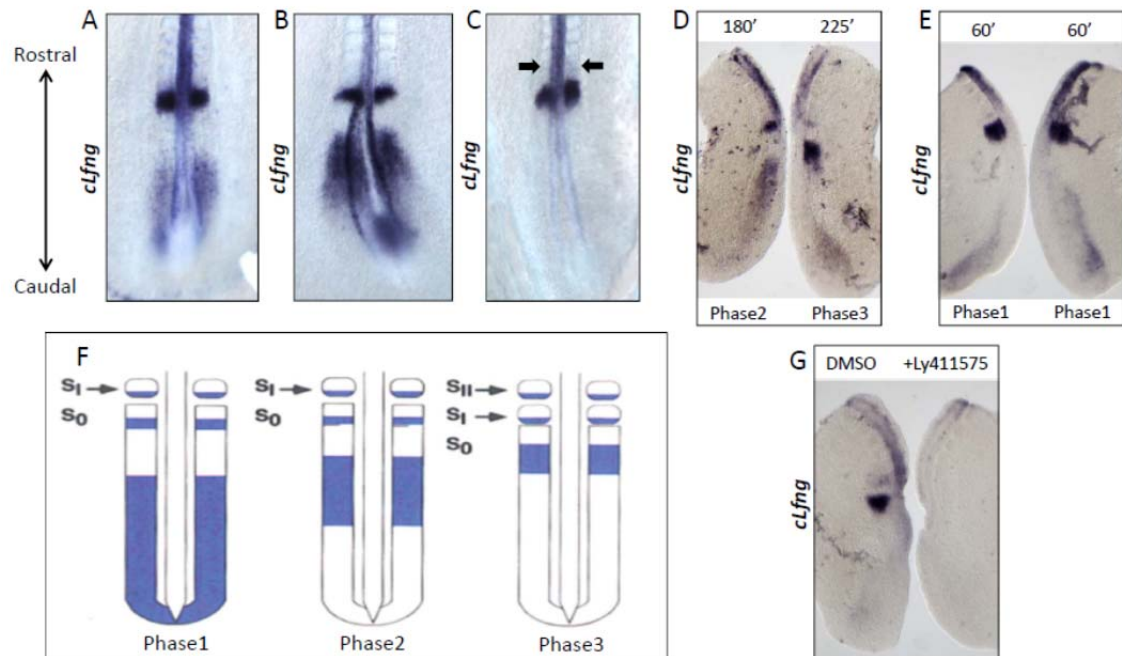 A
B
C
Rostral
Caudal
cLfng
cLfng
cLfng
D
180’ 225’
cLfng
Phase2 Phase3
E
60’ 60’
cLfng
Phase1 Phase1
F
SI
S0
Phase1
SI
S0
Phase2
SII
SI
S0
Phase3
G
DMSO +Ly411575
cLfng